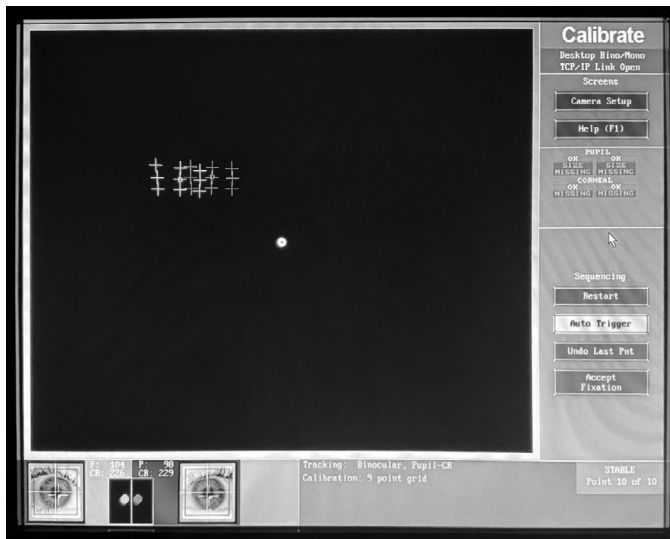 Calibrate
Desktop Bino/Mono
TCP/IP Link Open
Screens
Camera Setup
Help (F1)
PUPIL
OK OK
SIZE SIZE
MISSING MISSING
CORNEAL
OK OK
MISSING MISSING
Sequencing
Restart
Auto Trigger
Undo Last Pnt
Accept
Fixation
P: 104 P: 98
CR: 226 CR: 229
Tracking: Binocular, Pupil-CR
Calibration: 9 point grid
STABLE
Point 10 of 10